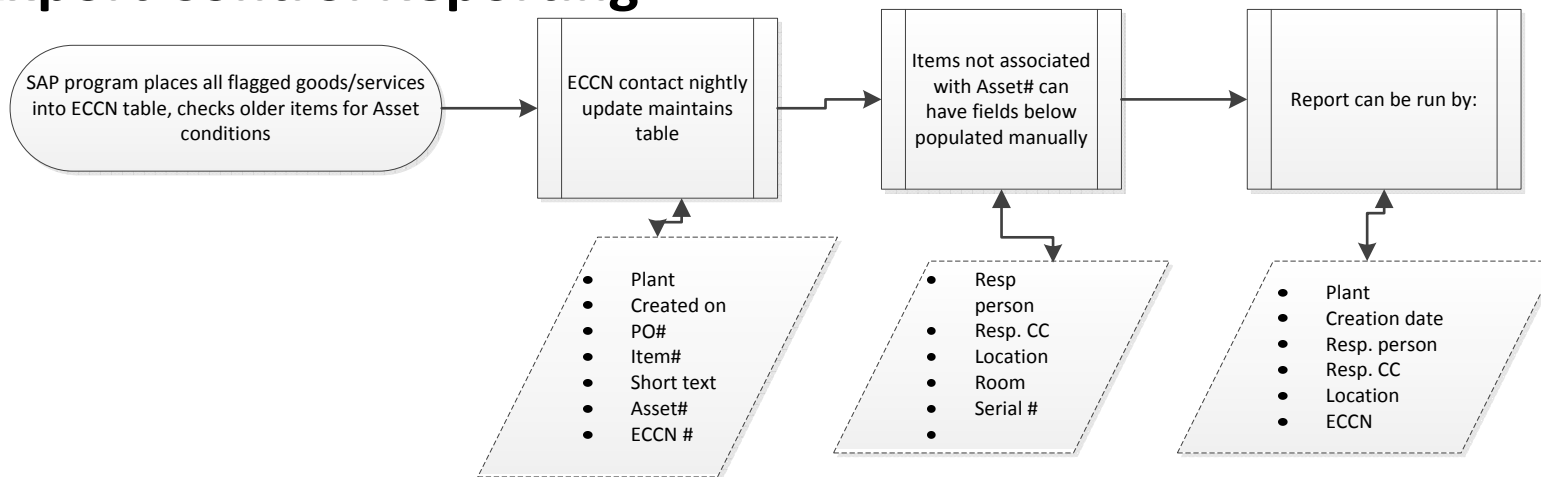 xport Control Reporting
SAP program places all flagged goods/services
into ECCN table, checks older items for Asset
conditions
ECCN contact nightly
update maintains
table
Items not associated
with Asset# can
have fields below
populated manually
Report can be run by:
• Plant
• Created on
• PO#
• Item#
• Short text
• Asset#
• ECCN #
• Resp
person
• Resp. CC
• Location
• Room
• Serial #
•
• Plant
• Creation date
• Resp. person
• Resp. CC
• Location
• ECCN